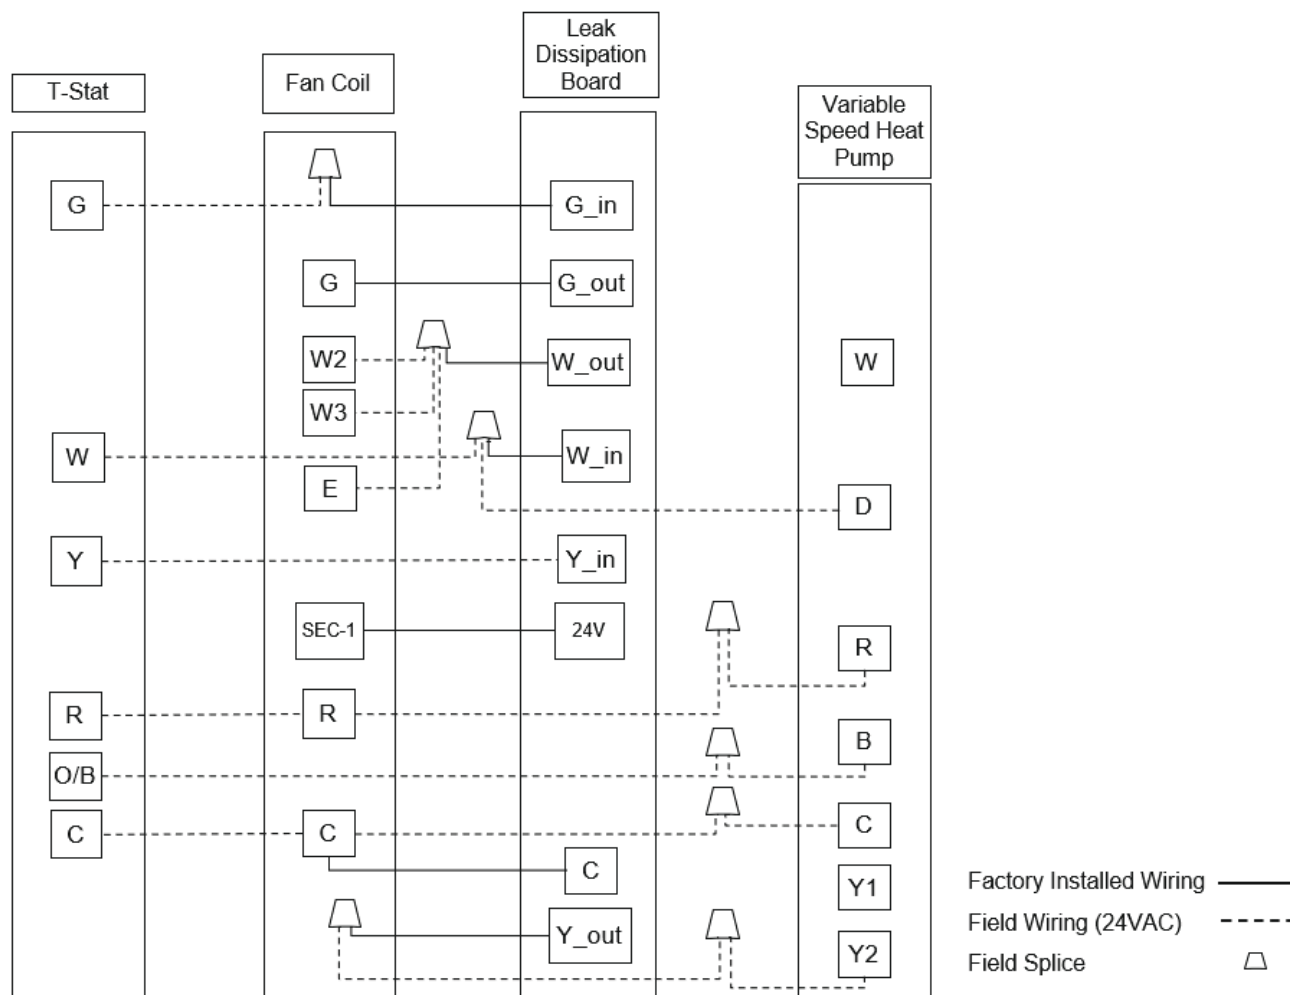 T-Stat
Fan Coil
Leak
Dissipation
Board
Variable
Speed Heat
Pump
G
G_in
G
G_out
W2
W_out
W
W3
W
W_in
E
D
Y
Y_in
SEC-1
24V
R
R
R
B
O/B
C
C
C
C
Y1
Y_out
Y2
Factory Installed Wiring
Field Wiring (24VAC)
Field Splice